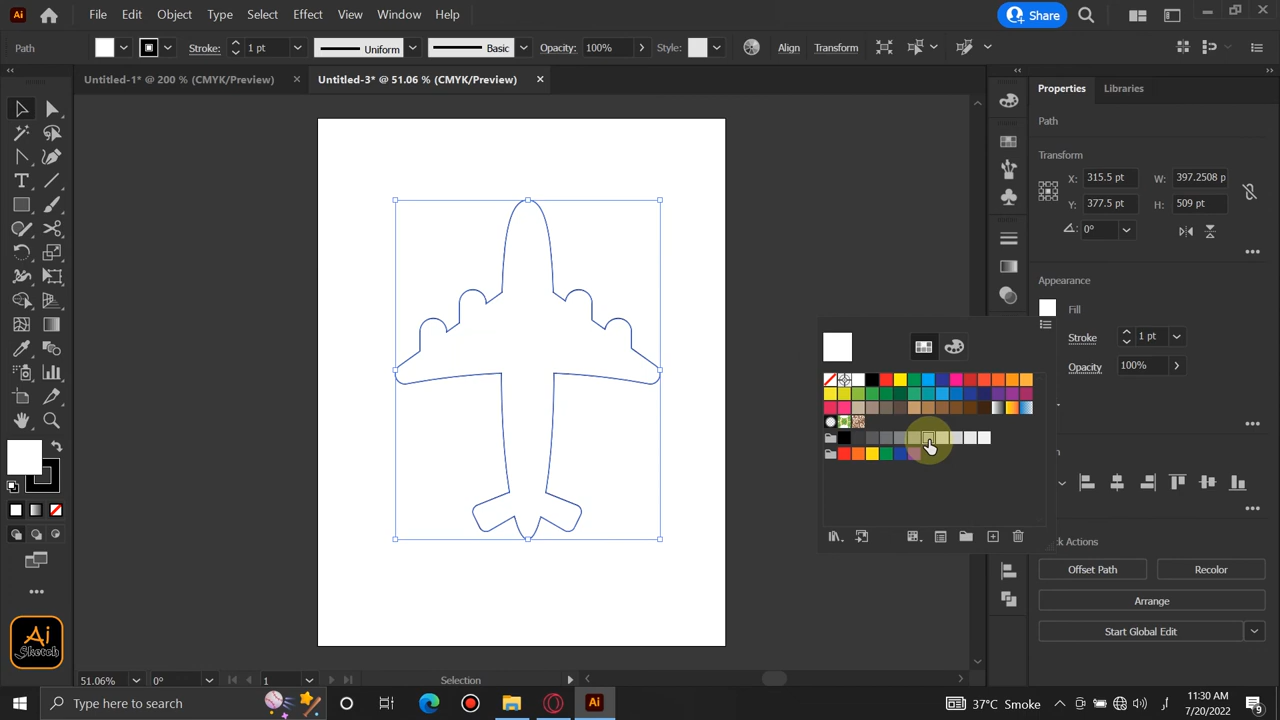 Ai File Edit Object Type Select Effect View Window Help Share
Path Stroke: 1 pt Uniform Basic Opacity: 100% Style: Align Transform
Untitled-1* @ 200 % (CMYK/Preview) Untitled-3* @ 51.06 % (CMYK/Preview)
Properties Libraries
Path
Transform
X: 315.5 pt W: 397.2508 p
Y: 377.5 pt H: 509 pt
0°
Appearance
Fill
Stroke 1 pt
Opacity 100%
ck Actions
Offset Path Recolor
Arrange
Start Global Edit
Ai
Sketch
51.06% 0° 1 Selection
Type here to search Ai 37°C Smoke 11:30 AM
7/20/2022 9